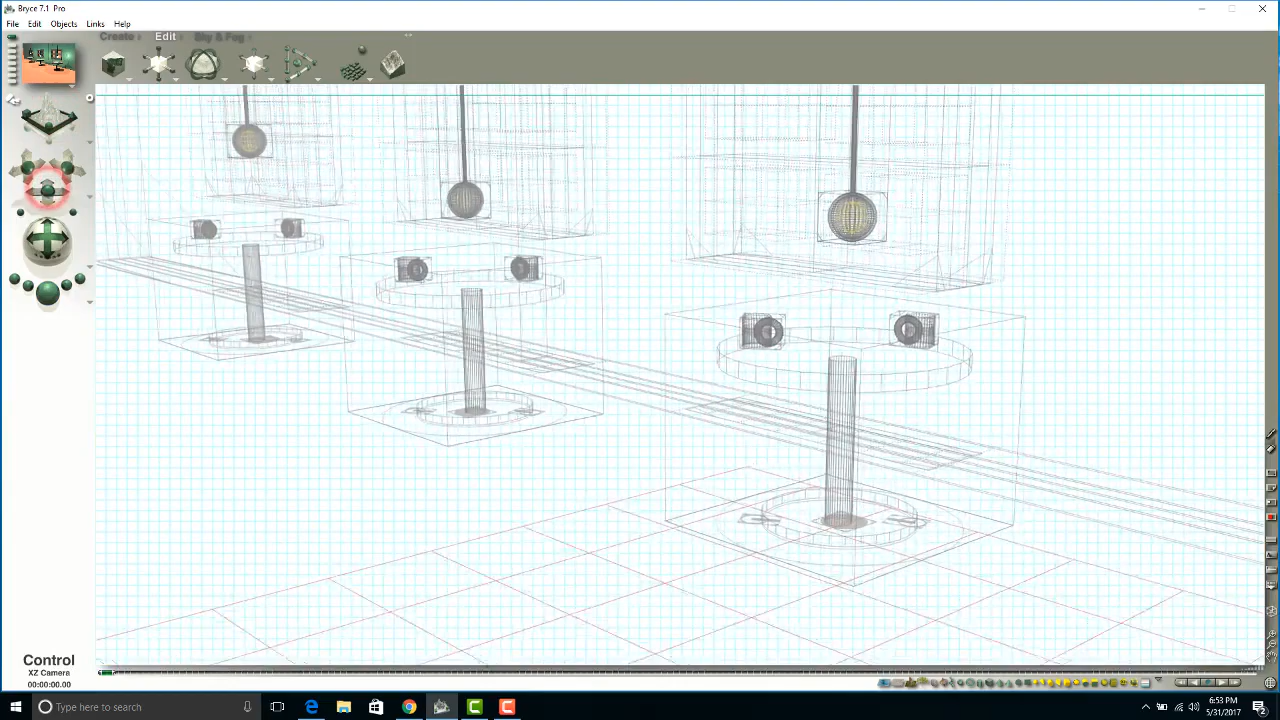 Bryce 7.1 Pro
File Edit Objects Links Help
Create Edit Sky & Fog
Control
XZ Camera
00:00:00.00
Type here to search
6:53 PM
5/31/2017
2